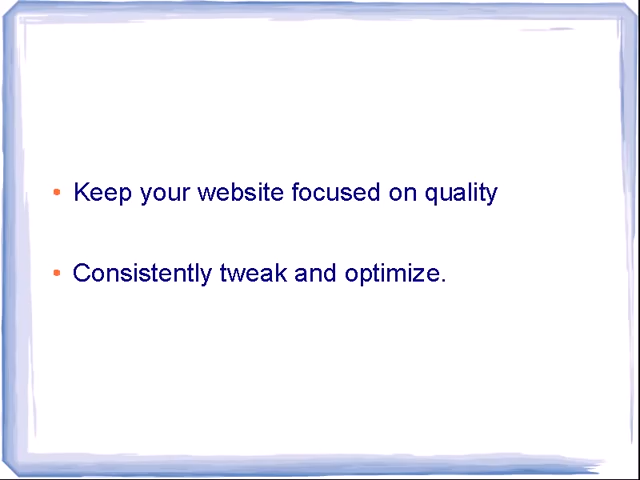 • Keep your website focused on quality
• Consistently tweak and optimize.